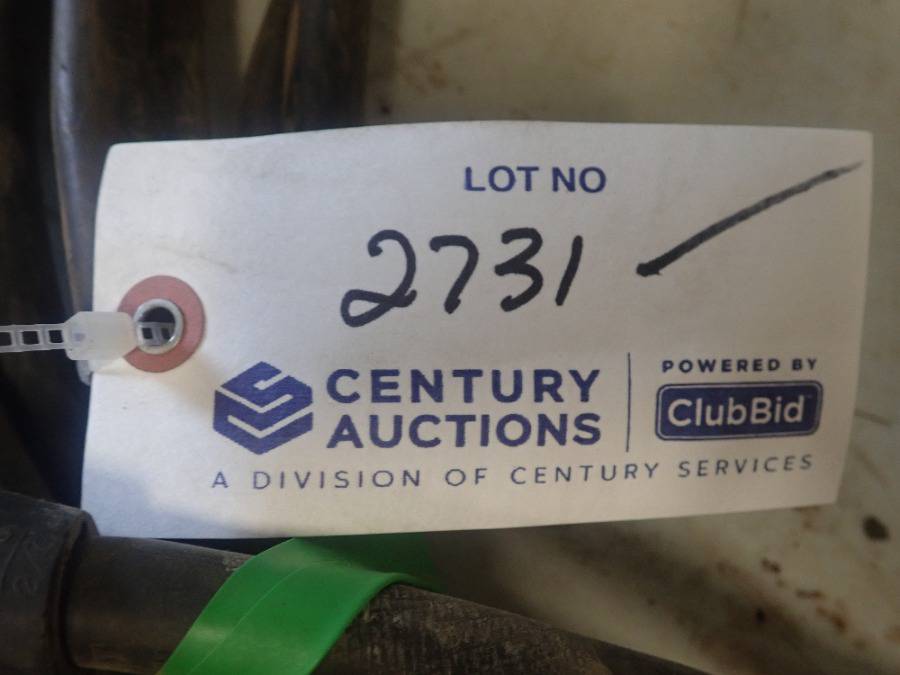 LOT NO
2731
CENTURY
AUCTIONS
POWERED BY
ClubBid
A DIVISION OF CENTURY SERVICES